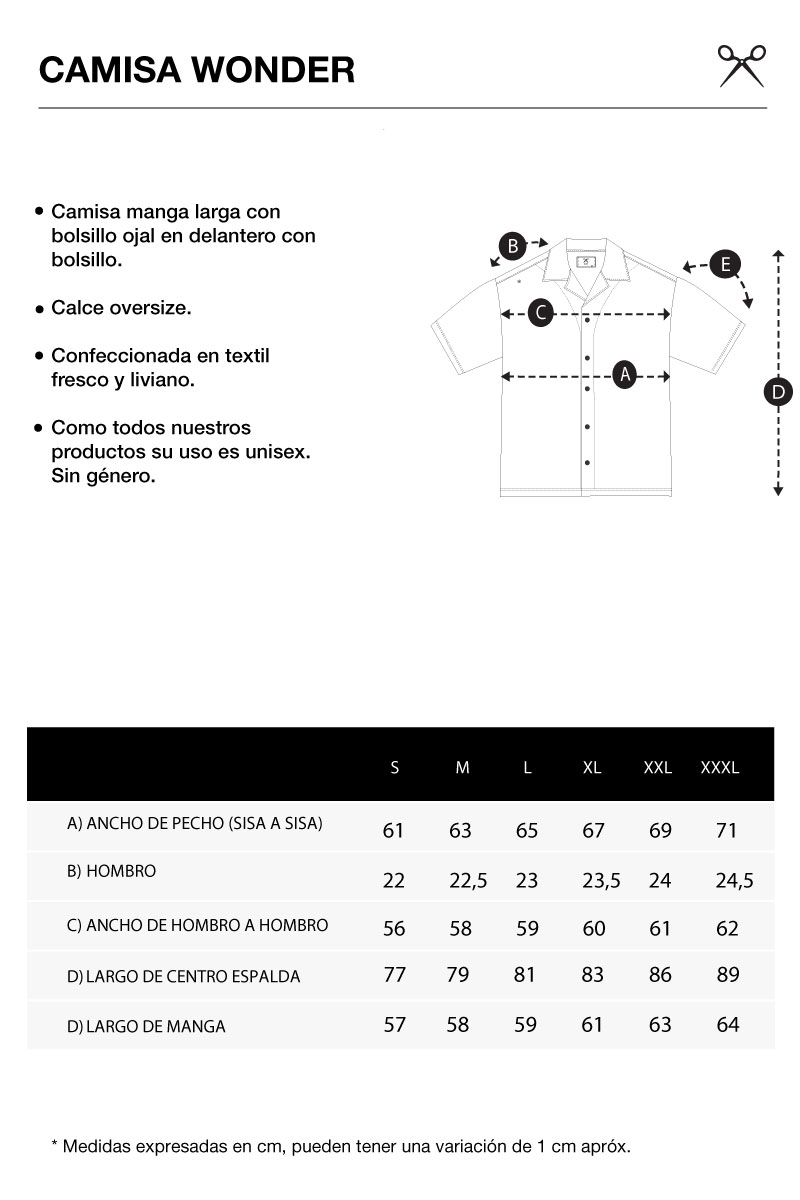 CAMISA WONDER
• Camisa manga larga con
bolsillo ojal en delantero con
bolsillo.
• Calce oversize.
• Confeccionada en textil
fresco y liviano.
• Como todos nuestros
productos su uso es unisex.
Sin género.
B
E
C
A
D
S M L XL XXL XXXL
A) ANCHO DE PECHO (SISA A SISA) 61 63 65 67 69 71
B) HOMBRO 22 22,5 23 23,5 24 24,5
C) ANCHO DE HOMBRO A HOMBRO 56 58 59 60 61 62
D) LARGO DE CENTRO ESPALDA 77 79 81 83 86 89
D) LARGO DE MANGA 57 58 59 61 63 64
* Medidas expresadas en cm, pueden tener una variación de 1 cm apróx.